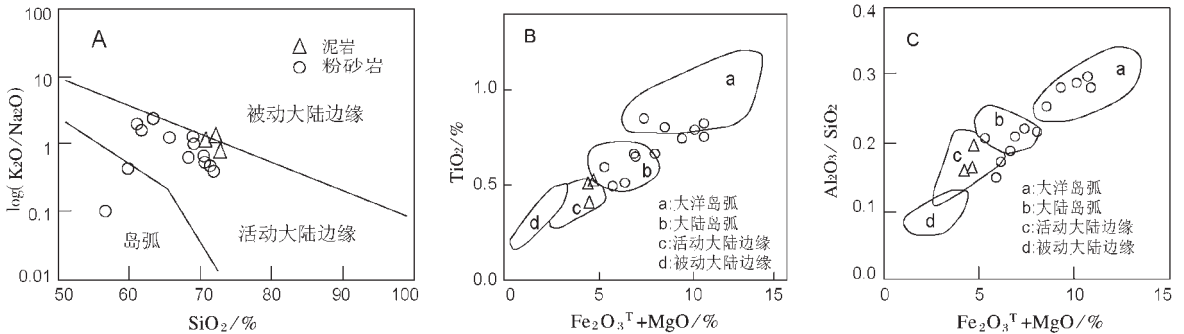 A
100
10
1
0.1
0.01
log( K₂O/Na₂O)
50
60
70
80
90
100
SiO₂/%
△ 泥岩
○ 粉砂岩
被动大陆边缘
活动大陆边缘
岛弧
B
1.0
0.5
0.0
TiO₂/%
0
5
10
15
Fe₂O₃ᵀ+MgO/%
a
b
c
d
a:大洋岛弧
b:大陆岛弧
c:活动大陆边缘
d:被动大陆边缘
C
0.4
0.3
0.2
0.1
0.0
Al₂O₃/SiO₂
0
5
10
15
Fe₂O₃ᵀ+MgO/%
a
b
c
d
a:大洋岛弧
b:大陆岛弧
c:活动大陆边缘
d:被动大陆边缘